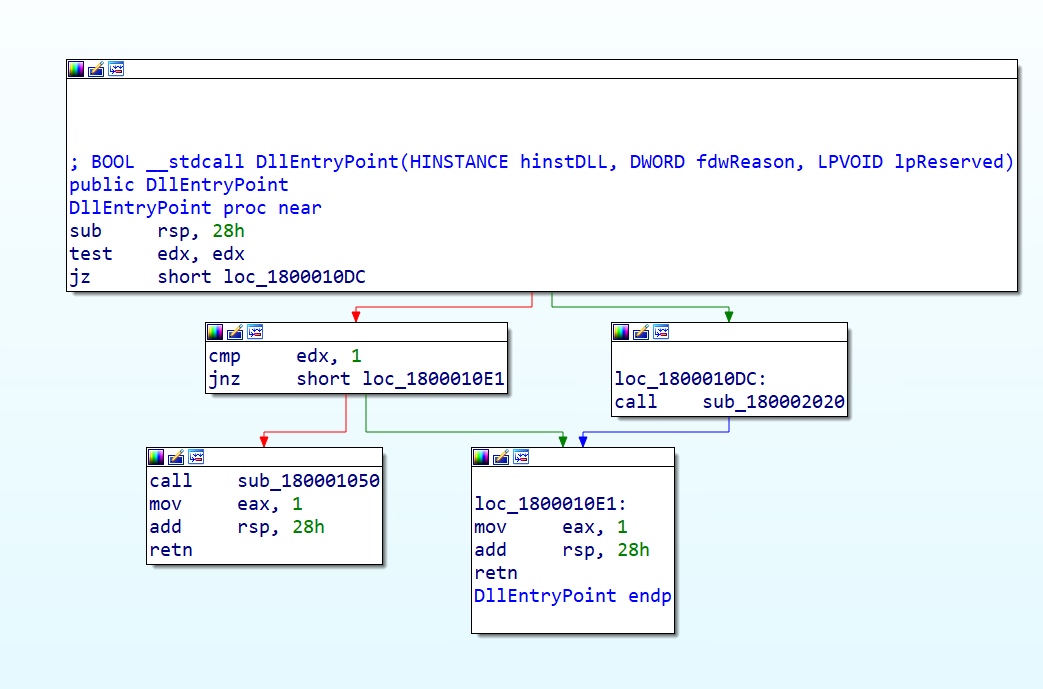 ; BOOL __stdcall DllEntryPoint(HINSTANCE hinstDLL, DWORD fdwReason, LPVOID lpReserved)
public DllEntryPoint
DllEntryPoint proc near
sub rsp, 28h
test edx, edx
jz short loc_1800010DC
cmp edx, 1
jnz short loc_1800010E1
loc_1800010DC:
call sub_180002020
call sub_180001050
mov eax, 1
add rsp, 28h
retn
loc_1800010E1:
mov eax, 1
add rsp, 28h
retn
DllEntryPoint endp